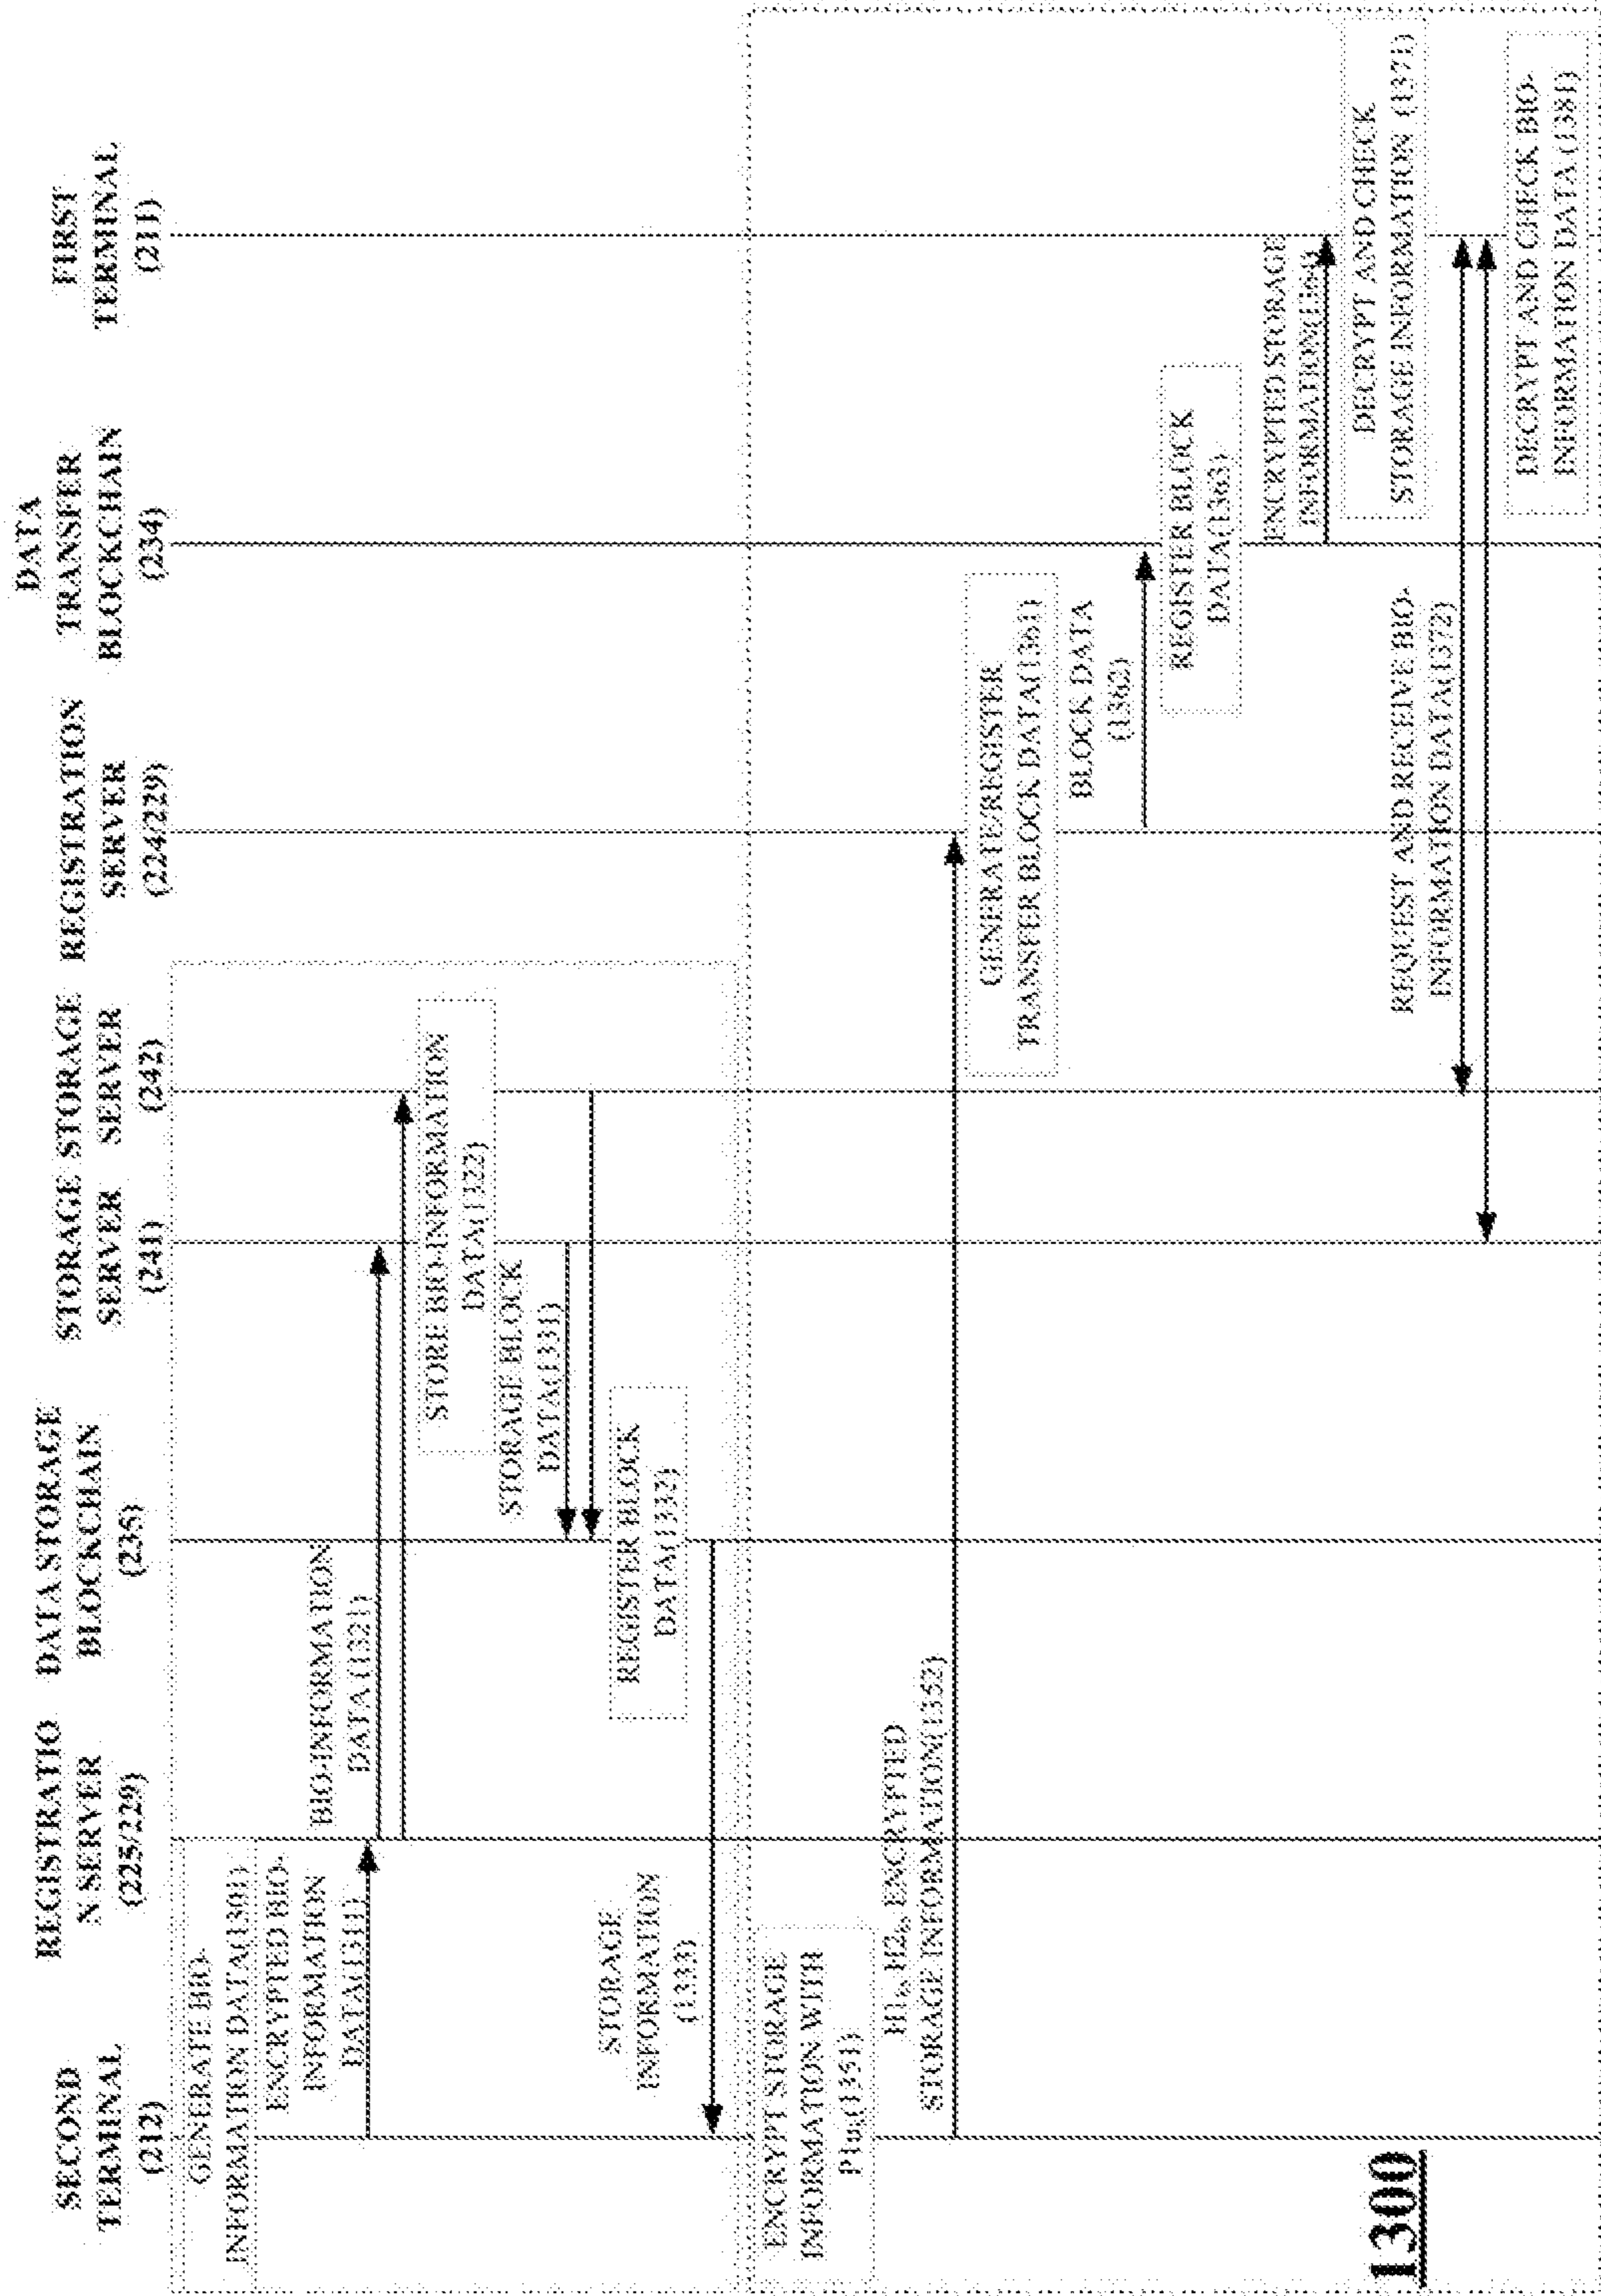 SECOND
TERMINAL
(212)
REGISTRATIO
N SERVER
(225/229)
DATA STORAGE
BLOCKCHAIN
(235)
STORAGE
SERVER
(241)
STORAGE
SERVER
(242)
REGISTRATION
SERVER
(224/229)
DATA
TRANSFER
BLOCKCHAIN
(234)
FIRST
TERMINAL
(211)
GENERATE BIO-
INFORMATION DATA(1301)
ENCRYPTED BIO-
INFORMATION
DATA(1311)
BIO-INFORMATION
DATA (1321)
STORE BIO-INFORMATION
DATA(1322)
STORAGE BLOCK
DATA(1331)
REGISTER BLOCK
DATA(1332)
STORAGE
INFORMATION
(1333)
ENCRYPT STORAGE
INFORMATION WITH
(1351)
ENCRYPTED
STORAGE INFORMATION(1352)
GENERATE/REGISTER
TRANSFER BLOCK DATA(1361)
BLOCK DATA
(1362)
REGISTER BLOCK
DATA(1363)
ENCRYPTED STORAGE
INFORMATION(1364)
DECRYPT AND CHECK
STORAGE INFORMATION (1371)
REQUEST AND RECEIVE BIO-
INFORMATION DATA(1372)
DECRYPT AND CHECK BIO-
INFORMATION DATA (1381)
1300